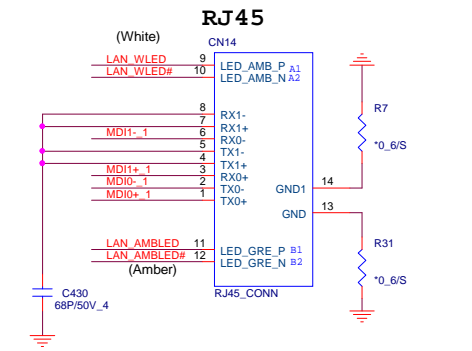 RJ45
(White)
CN14
LAN_WLED 9 LED_AMB_P A1
LAN_WLED# 10 LED_AMB_N A2
8 RX1-
7 RX1+
MDI1-_1 6 RX0-
5 TX1-
4 TX1+
MDI1+_1 3 RX0+
MDI0-_1 2 TX0-
MDI0+_1 1 TX0+
GND1 14
GND 13
R7
*0_6/S
R31
*0_6/S
LAN_AMBLED 11 LED_GRE_P B1
LAN_AMBLED# 12 LED_GRE_N B2
(Amber)
RJ45_CONN
C430
68P/50V_4